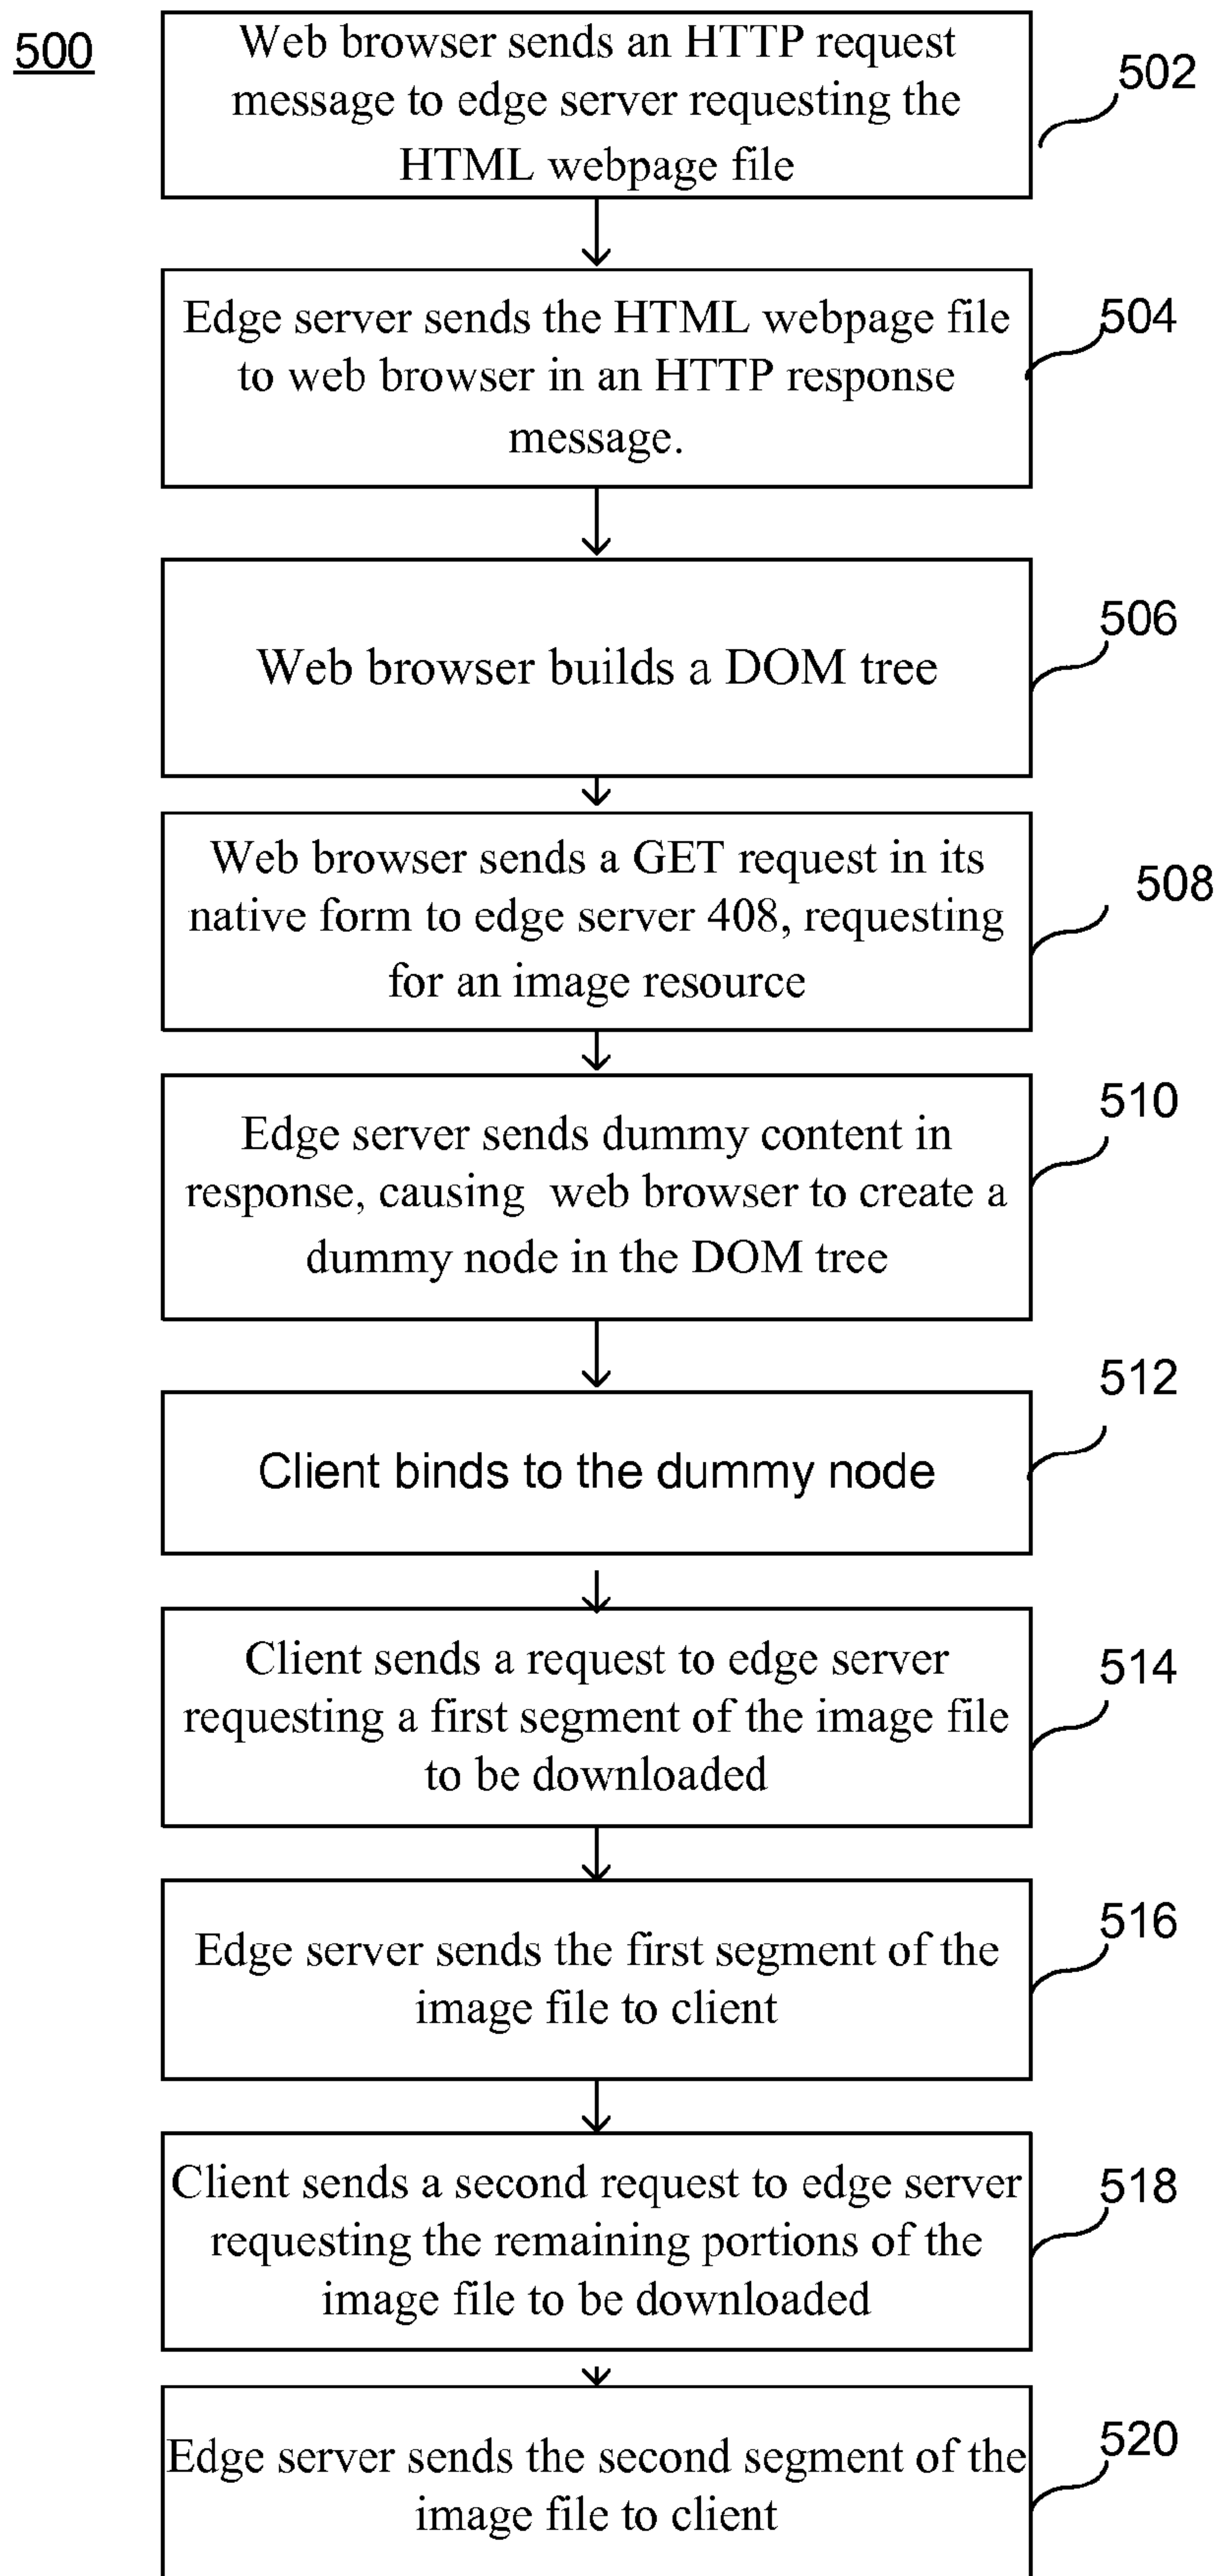 500
Web browser sends an HTTP request
message to edge server requesting the
HTML webpage file
502
Edge server sends the HTML webpage file
to web browser in an HTTP response
message.
504
Web browser builds a DOM tree
506
Web browser sends a GET request in its
native form to edge server 408, requesting
for an image resource
508
Edge server sends dummy content in
response, causing web browser to create a
dummy node in the DOM tree
510
Client binds to the dummy node
512
Client sends a request to edge server
requesting a first segment of the image file
to be downloaded
514
Edge server sends the first segment of the
image file to client
516
Client sends a second request to edge server
requesting the remaining portions of the
image file to be downloaded
518
Edge server sends the second segment of the
image file to client
520